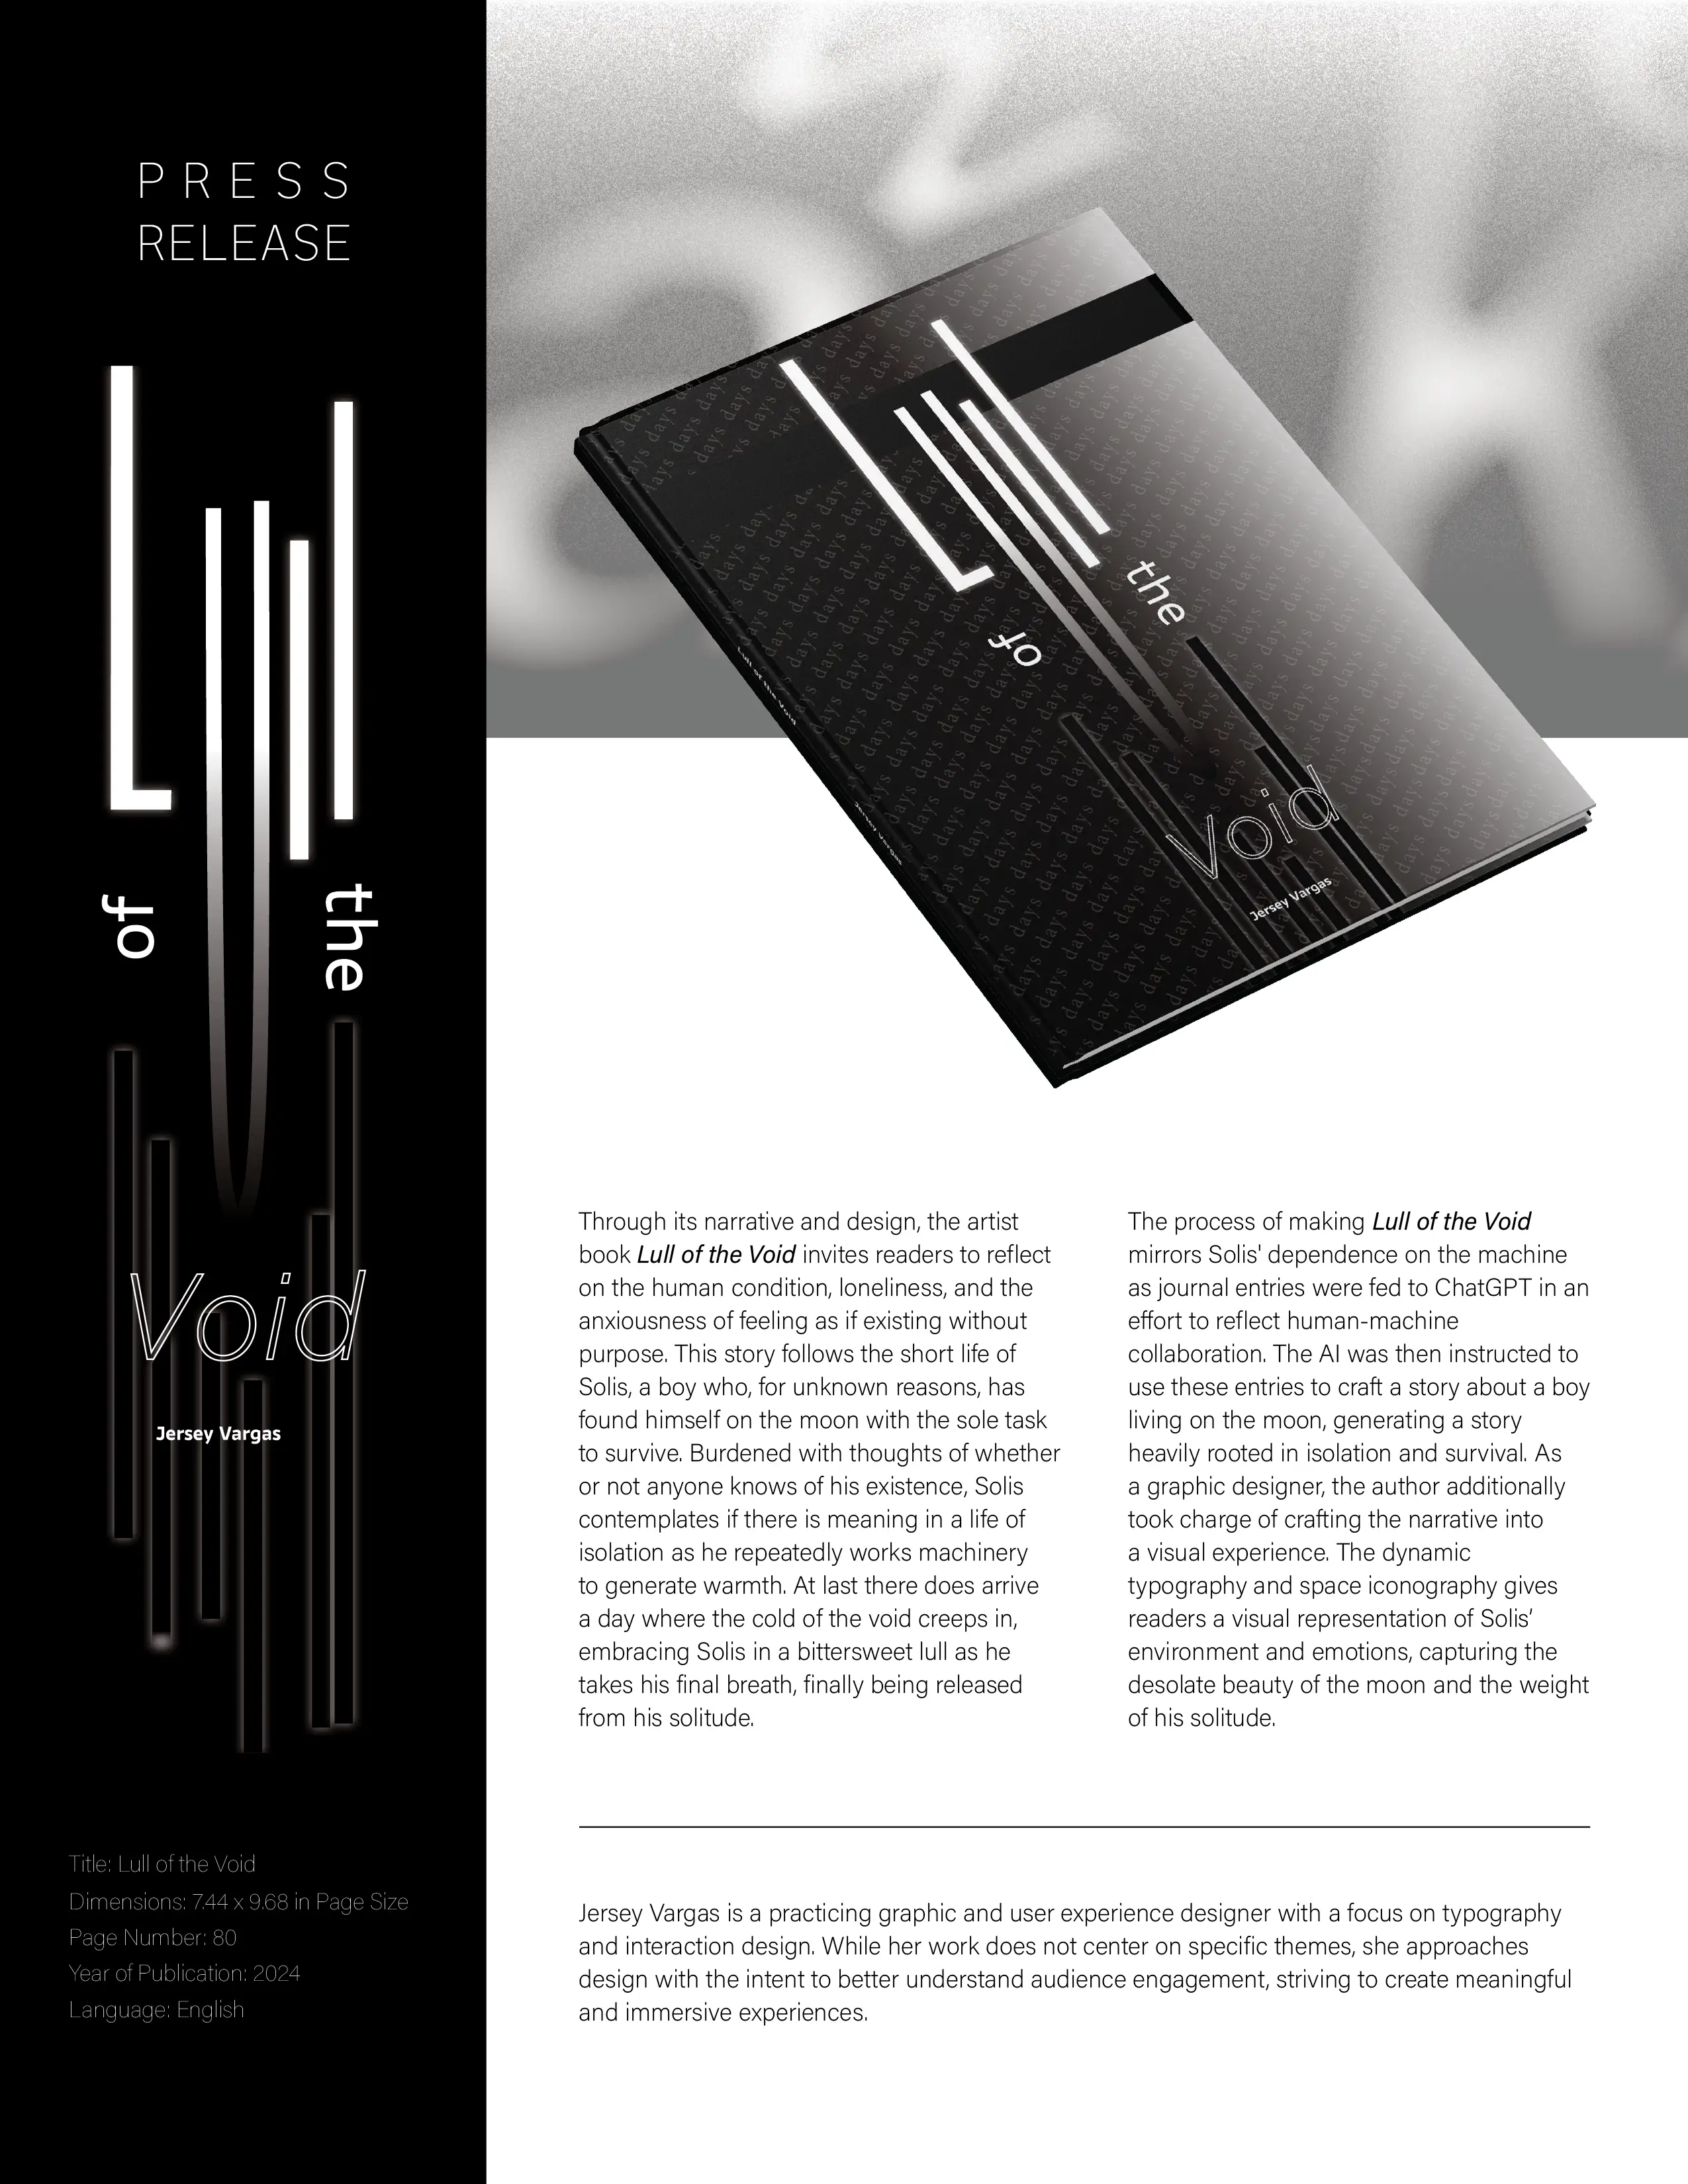 PRESS
RELEASE
Lull
of
the
Void
Jersey Vargas
Title: Lull of the Void
Dimensions: 7.44 x 9.68 in Page Size
Page Number: 80
Year of Publication: 2024
Language: English
Lull
of
the
Void
Jersey Vargas
Lull of the Void
Jersey Vargas
days days days days
Through its narrative and design, the artist
book Lull of the Void invites readers to reflect
on the human condition, loneliness, and the
anxiousness of feeling as if existing without
purpose. This story follows the short life of
Solis, a boy who, for unknown reasons, has
found himself on the moon with the sole task
to survive. Burdened with thoughts of whether
or not anyone knows of his existence, Solis
contemplates if there is meaning in a life of
isolation as he repeatedly works machinery
to generate warmth. At last there does arrive
a day where the cold of the void creeps in,
embracing Solis in a bittersweet lull as he
takes his final breath, finally being released
from his solitude.
The process of making Lull of the Void
mirrors Solis' dependence on the machine
as journal entries were fed to ChatGPT in an
effort to reflect human-machine
collaboration. The AI was then instructed to
use these entries to craft a story about a boy
living on the moon, generating a story
heavily rooted in isolation and survival. As
a graphic designer, the author additionally
took charge of crafting the narrative into
a visual experience. The dynamic
typography and space iconography gives
readers a visual representation of Solis’
environment and emotions, capturing the
desolate beauty of the moon and the weight
of his solitude.
Jersey Vargas is a practicing graphic and user experience designer with a focus on typography
and interaction design. While her work does not center on specific themes, she approaches
design with the intent to better understand audience engagement, striving to create meaningful
and immersive experiences.